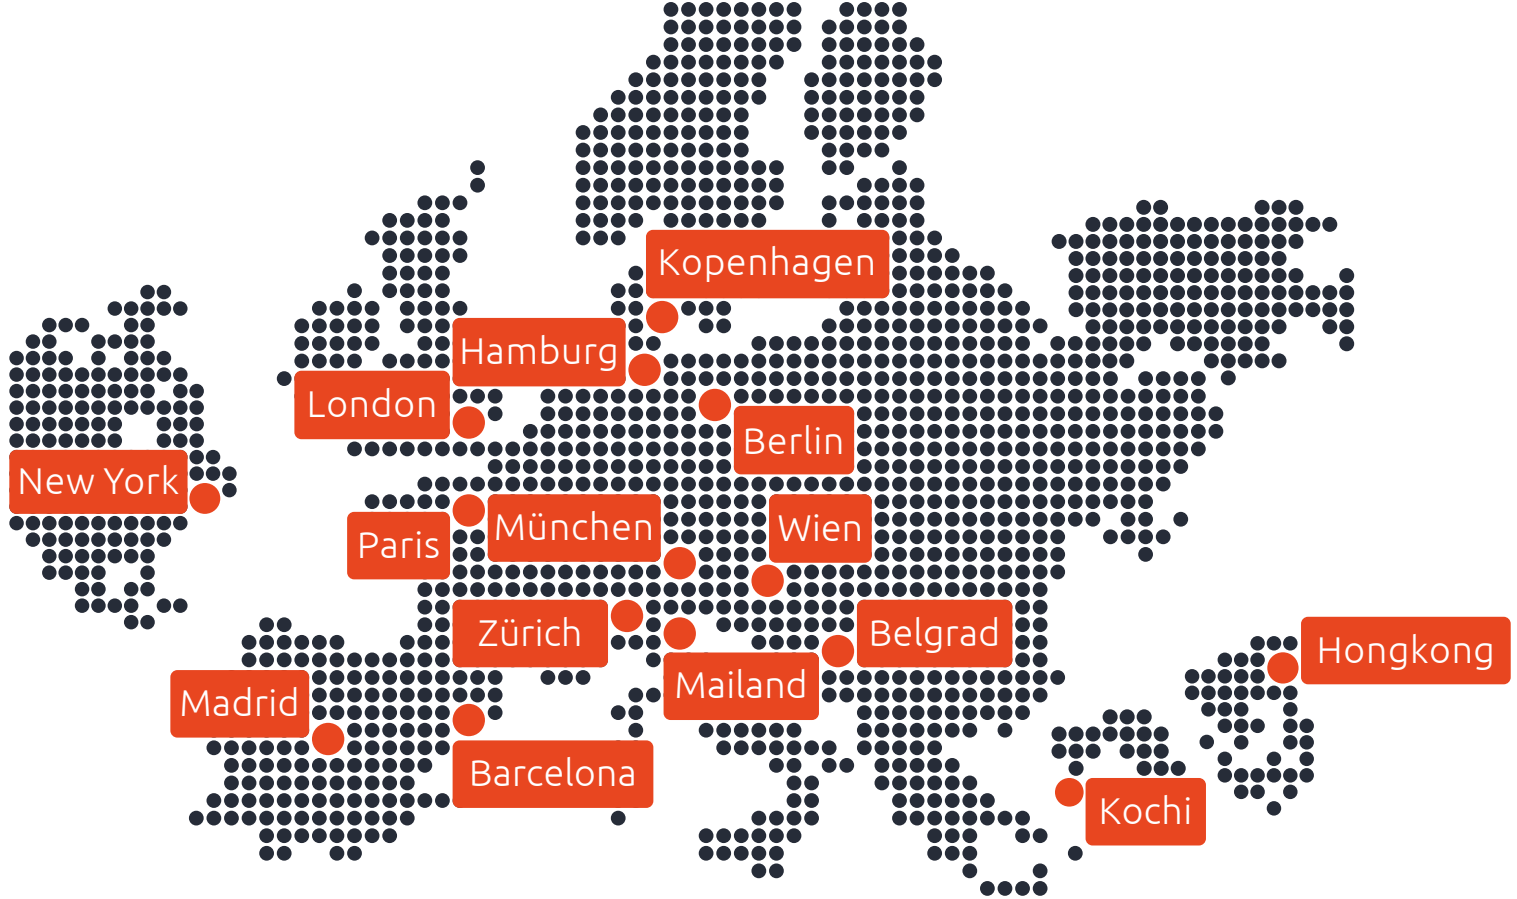 Kopenhagen
Hamburg
London
Berlin
New York
München
Wien
Paris
Zürich
Belgrad
Hongkong
Mailand
Madrid
Barcelona
Kochi